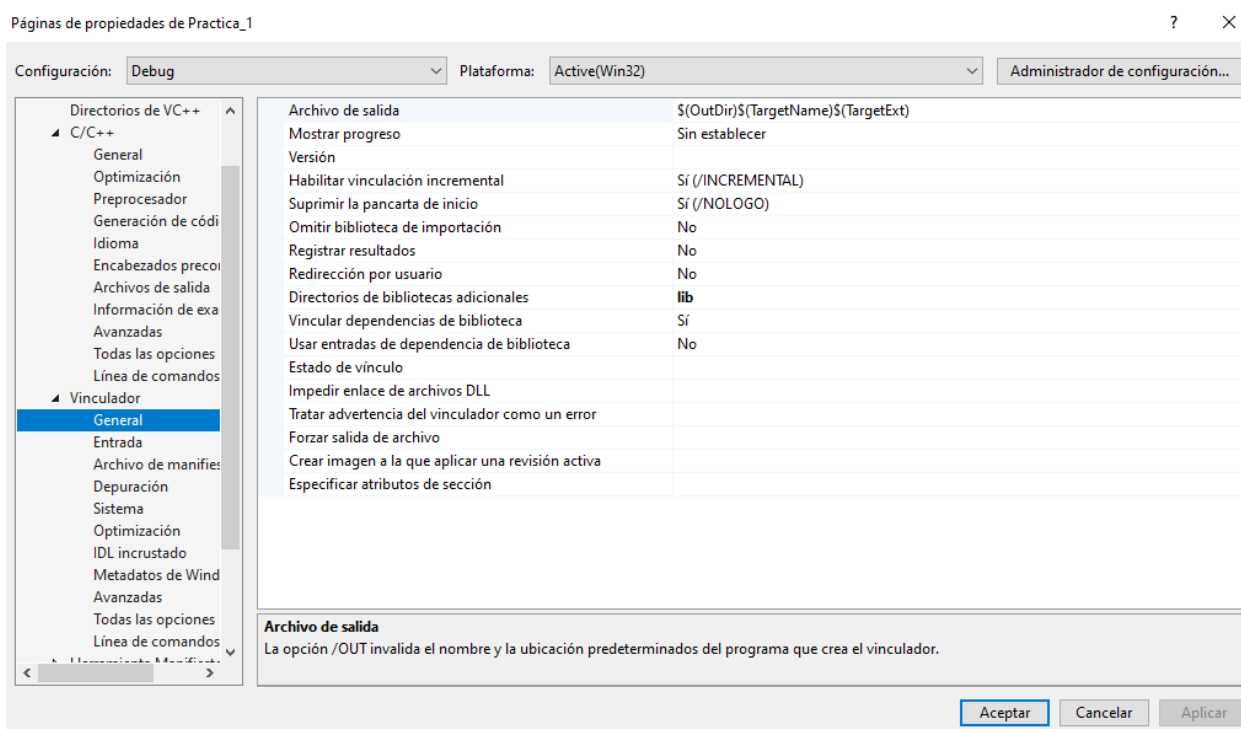 Páginas de propiedades de Practica_1
? ✕
Configuración: Debug Plataforma: Active(Win32) Administrador de configuración...
Directorios de VC++
C/C++
General
Optimización
Preprocesador
Generación de códi
Idioma
Encabezados precor
Archivos de salida
Información de exa
Avanzadas
Todas las opciones
Línea de comandos
Vinculador
General
Entrada
Archivo de manifies
Depuración
Sistema
Optimización
IDL incrustado
Metadatos de Wind
Avanzadas
Todas las opciones
Línea de comandos
Archivo de salida $(OutDir)$(TargetName)$(TargetExt)
Mostrar progreso Sin establecer
Versión
Habilitar vinculación incremental Sí (/INCREMENTAL)
Suprimir la pancarta de inicio Sí (/NOLOGO)
Omitir biblioteca de importación No
Registrar resultados No
Redirección por usuario No
Directorios de bibliotecas adicionales lib
Vincular dependencias de biblioteca Sí
Usar entradas de dependencia de biblioteca No
Estado de vínculo
Impedir enlace de archivos DLL
Tratar advertencia del vinculador como un error
Forzar salida de archivo
Crear imagen a la que aplicar una revisión activa
Especificar atributos de sección
Archivo de salida
La opción /OUT invalida el nombre y la ubicación predeterminados del programa que crea el vinculador.
Aceptar Cancelar Aplicar